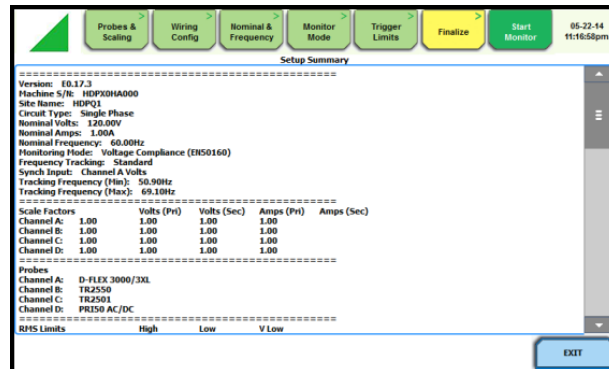 Probes & Scaling >
Wiring Config >
Nominal & Frequency >
Monitor Mode >
Trigger Limits >
Finalize >
Start Monitor
05-22-14
11:16:58pm
Setup Summary
==================================================
Version: E0.17.3
Machine S/N: HDPX0HA000
Site Name: HDPQ1
Circuit Type: Single Phase
Nominal Volts: 120.00V
Nominal Amps: 1.00A
Nominal Frequency: 60.00Hz
Monitoring Mode: Voltage Compliance (EN50160)
Frequency Tracking: Standard
Synch Input: Channel A Volts
Tracking Frequency (Min): 50.90Hz
Tracking Frequency (Max): 69.10Hz
==================================================
Scale Factors Volts (Pri) Volts (Sec) Amps (Pri) Amps (Sec)
Channel A: 1.00 1.00 1.00 1.00
Channel B: 1.00 1.00 1.00 1.00
Channel C: 1.00 1.00 1.00 1.00
Channel D: 1.00 1.00 1.00 1.00
==================================================
Probes
Channel A: D-FLEX 3000/3XL
Channel B: TR2550
Channel C: TR2501
Channel D: PR150 AC/DC
==================================================
RMS Limits High Low V Low
EXIT